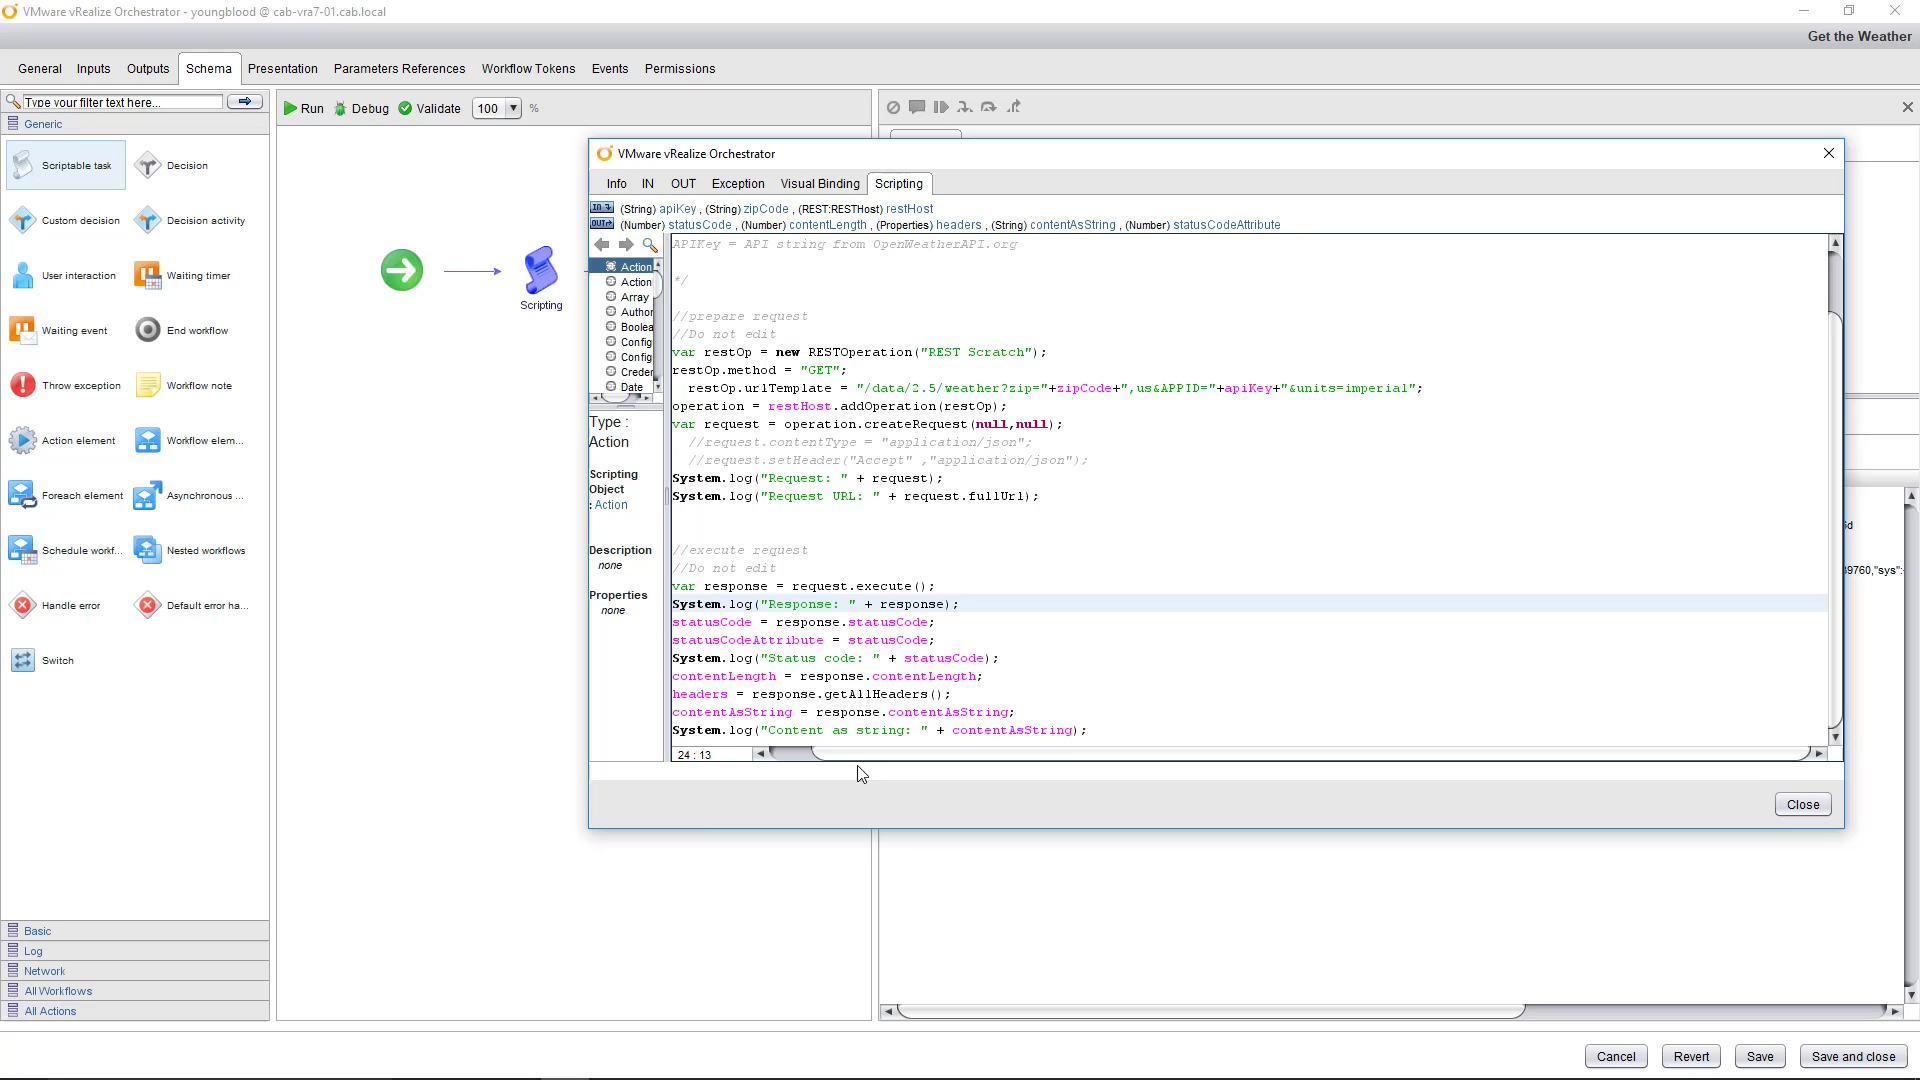 VMware vRealize Orchestrator - youngblood @ cab-vra7-01.cab.local
Get the Weather
General Inputs Outputs Schema Presentation Parameters References Workflow Tokens Events Permissions
Type your filter text here...
Run Debug Validate 100 %
Generic
Scriptable task Decision
Custom decision Decision activity
User interaction Waiting timer
Waiting event End workflow
Throw exception Workflow note
Action element Workflow elem...
Foreach element Asynchronous ...
Schedule workf... Nested workflows
Handle error Default error ha...
Switch
Basic
Log
Network
All Workflows
All Actions
Scripting
VMware vRealize Orchestrator
Info IN OUT Exception Visual Binding Scripting
IN (String) apiKey , (String) zipCode , (REST:RESTHost) restHost
OUT (Number) statusCode , (Number) contentLength , (Properties) headers , (String) contentAsString , (Number) statusCodeAttribute
Action
Action
Array
Author
Boolea
Config
Config
Creder
Date
Type :
Action
Scripting
Object
: Action
Description
none
Properties
none
APIKey = API string from OpenWeatherAPI.org
*/
//prepare request
//Do not edit
var restOp = new RESTOperation("REST Scratch");
restOp.method = "GET";
restOp.urlTemplate = "/data/2.5/weather?zip="+zipCode+",us&APPID="+apiKey+"&units=imperial";
operation = restHost.addOperation(restOp);
var request = operation.createRequest(null,null);
//request.contentType = "application/json";
//request.setHeader("Accept" ,"application/json");
System.log("Request: " + request);
System.log("Request URL: " + request.fullUrl);
//execute request
//Do not edit
var response = request.execute();
System.log("Response: " + response);
statusCode = response.statusCode;
statusCodeAttribute = statusCode;
System.log("Status code: " + statusCode);
contentLength = response.contentLength;
headers = response.getAllHeaders();
contentAsString = response.contentAsString;
System.log("Content as string: " + contentAsString);
24 : 13
Close
9760,"sys":
Cancel Revert Save Save and close